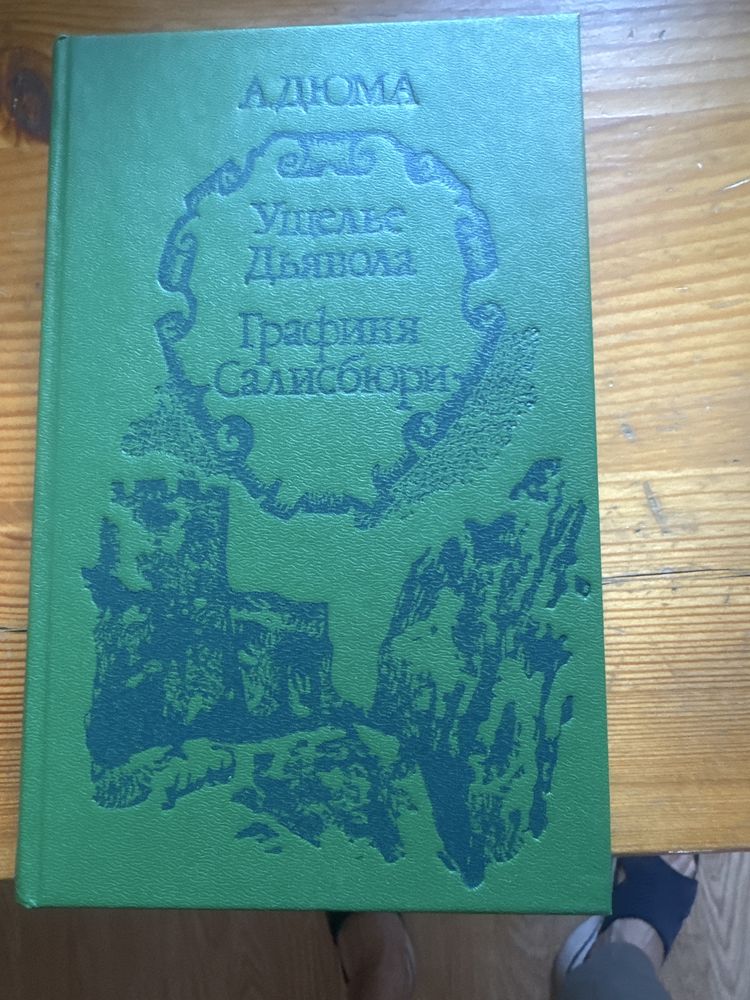 А. ДЮМА
Ущелье
Дьявола
Графиня
Салисбюри